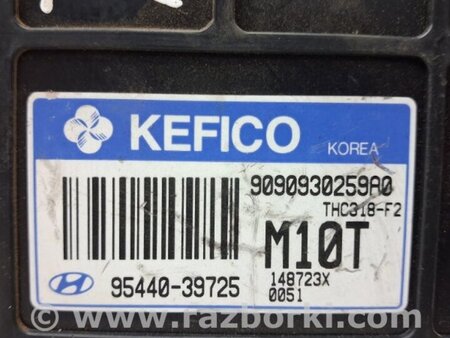 KEFICO KOREA
9090930259A0
THC318-F2
M10T
95440-39725
148723X
0051
© www.razborki.com